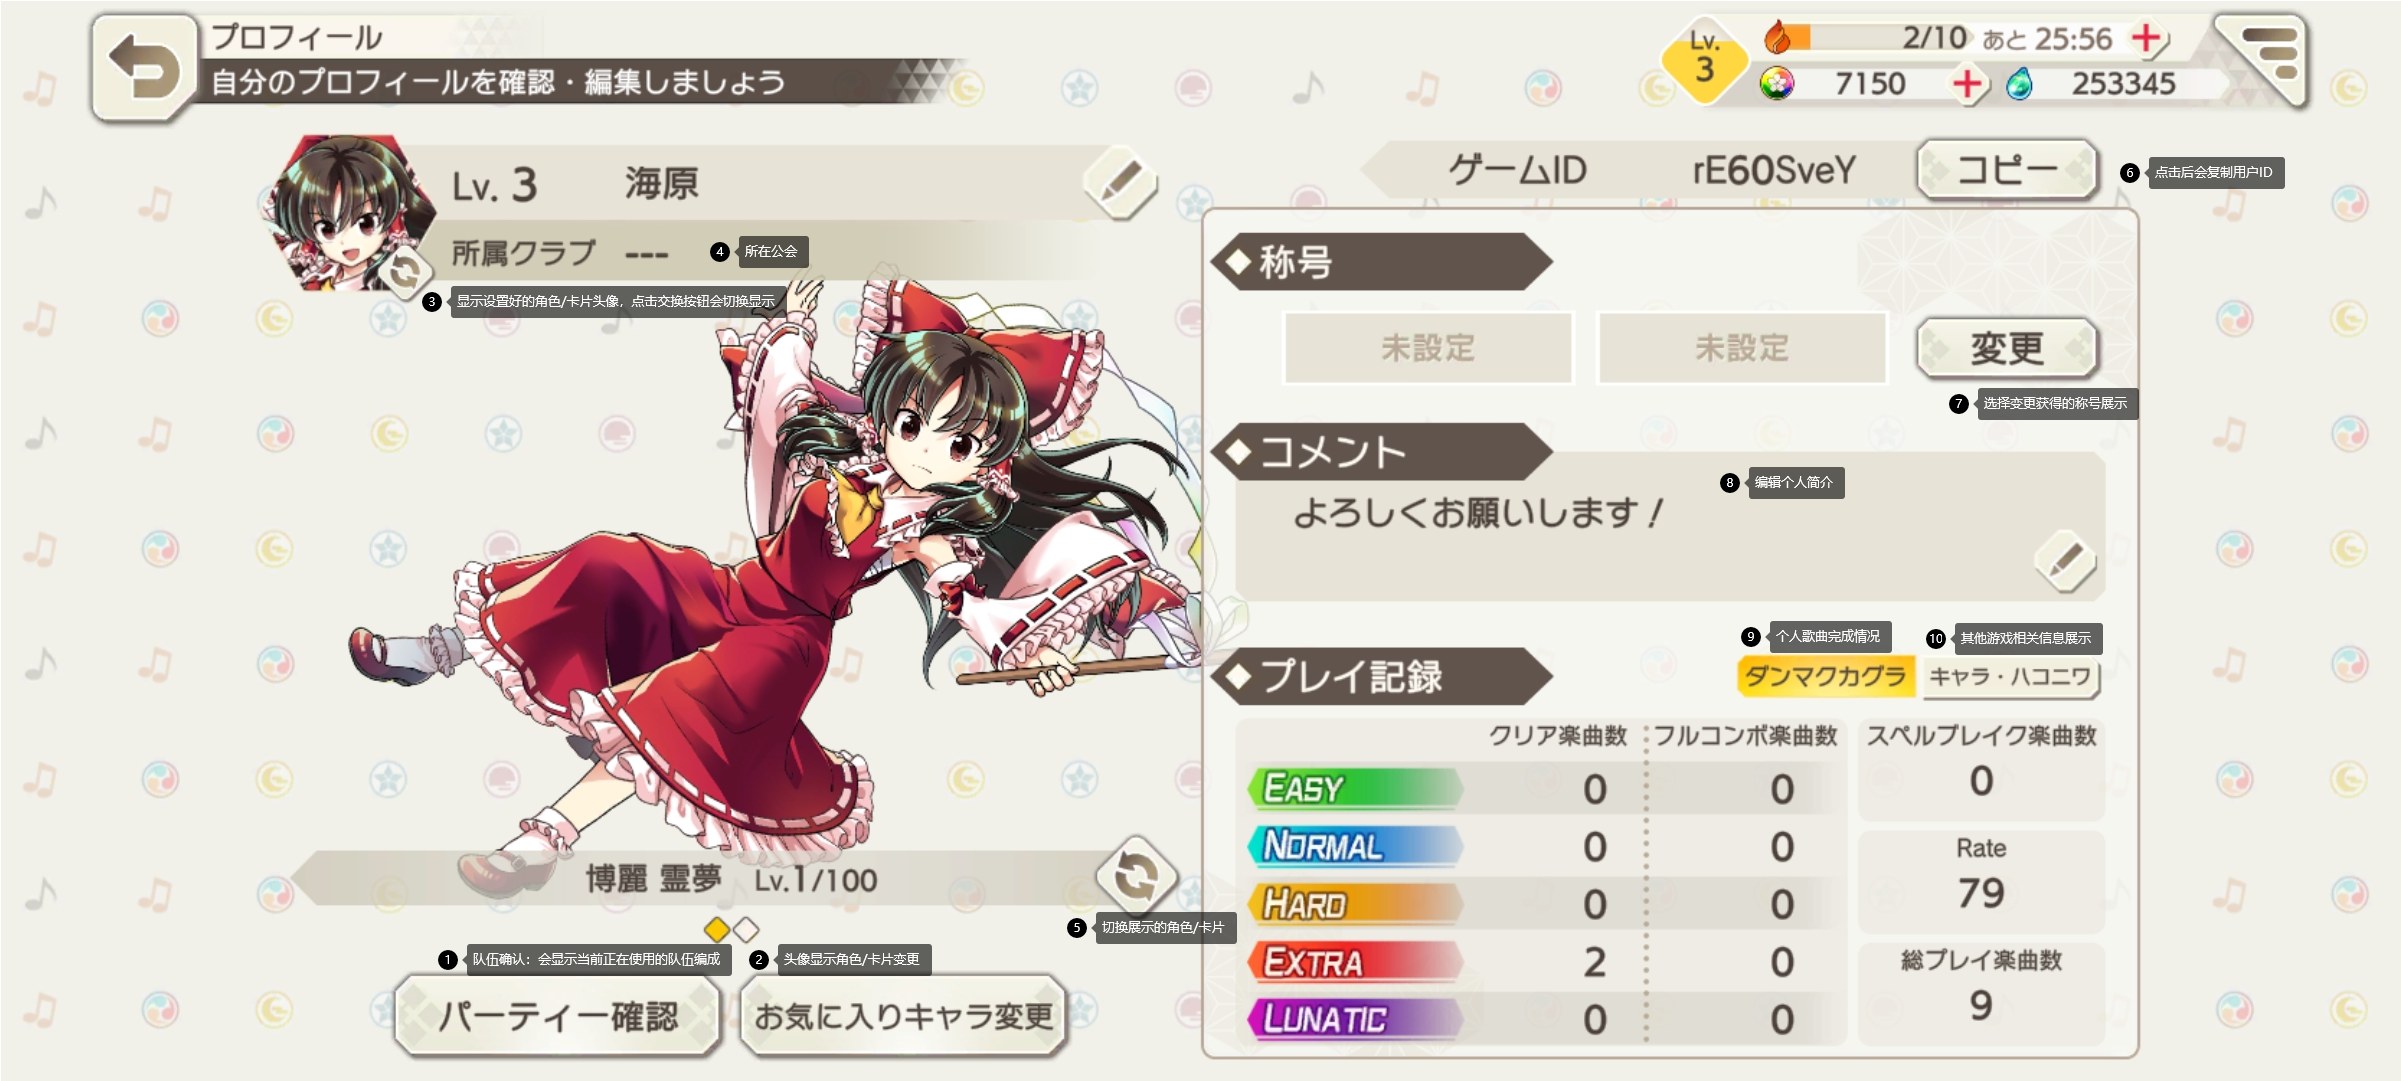 プロフィール
自分のプロフィールを確認・編集しましょう
Lv.
3
2/10 あと 25:56
7150
253345
Lv. 3 海原
所属クラブ ---
4 所在公会
3 显示设置好的角色/卡片头像，点击交换按钮会切换显示
ゲームID rE60SveY コピー
6 点击后会复制用户ID
称号
未設定 未設定 変更
7 选择变更获得的称号展示
コメント
8 编辑个人简介
よろしくお願いします！
9 个人歌曲完成情况
10 其他游戏相关信息展示
プレイ記録
ダンマクカグラ キャラ・ハコニワ
クリア楽曲数 フルコンボ楽曲数 スペルブレイク楽曲数
0
EASY 0 0
NORMAL 0 0
Rate
79
HARD 0 0
EXTRA 2 0
総プレイ楽曲数
9
LUNATIC 0 0
博麗 霊夢 Lv.1/100
5 切换展示的角色/卡片
1 队伍确认：会显示当前正在使用的队伍编成
2 头像显示角色/卡片变更
パーティー確認 お気に入りキャラ変更